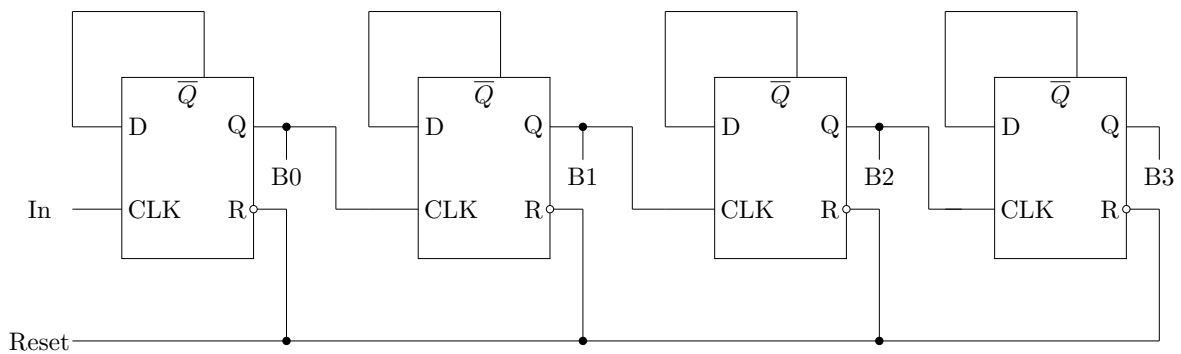 Q̅ Q̅ Q̅ Q̅
D Q D Q D Q D Q
B0 B1 B2 B3
In CLK R CLK R CLK R CLK R
Reset